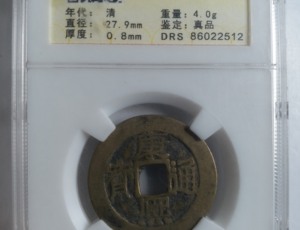 年代: 清 重量: 4.0g
直径: 27.9mm 鉴定: 真品
厚度: 0.8mm DRS 86022512
康
寶 通
熙